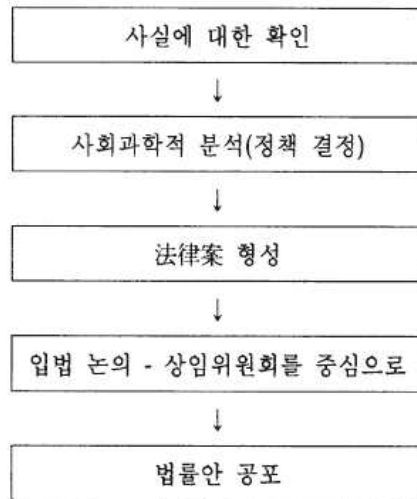 사실에 대한 확인
↓
사회과학적 분석(정책 결정)
↓
法律案 형성
↓
입법 논의 - 상임위원회를 중심으로
↓
법률안 공포